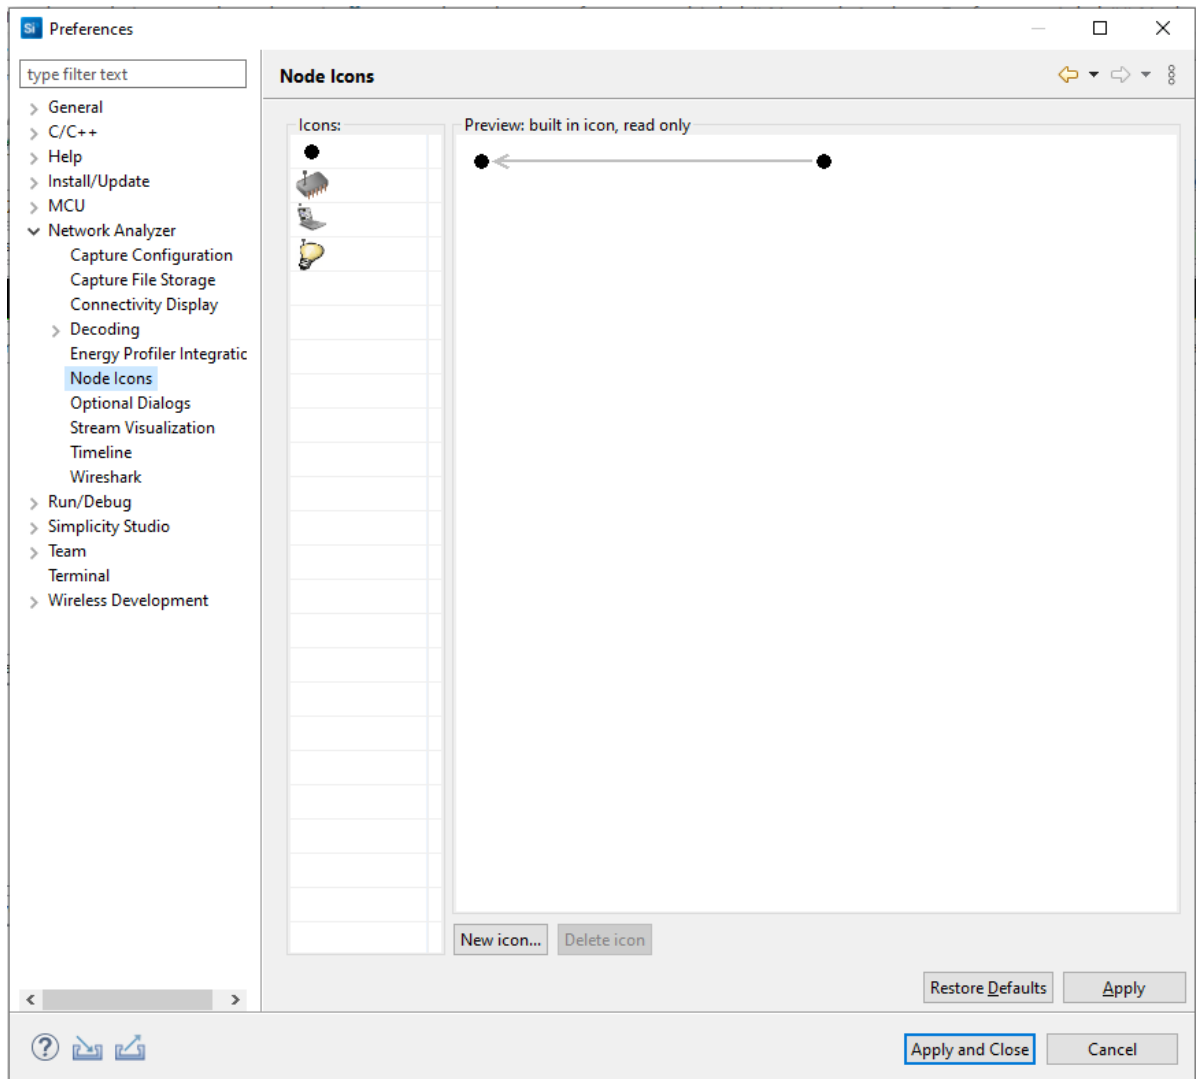 Si Preferences
type filter text
General
C/C++
Help
Install/Update
MCU
Network Analyzer
Capture Configuration
Capture File Storage
Connectivity Display
Decoding
Energy Profiler Integratic
Node Icons
Optional Dialogs
Stream Visualization
Timeline
Wireshark
Run/Debug
Simplicity Studio
Team
Terminal
Wireless Development
Node Icons
Icons:
Preview: built in icon, read only
New icon...
Delete icon
Restore Defaults
Apply
Apply and Close
Cancel